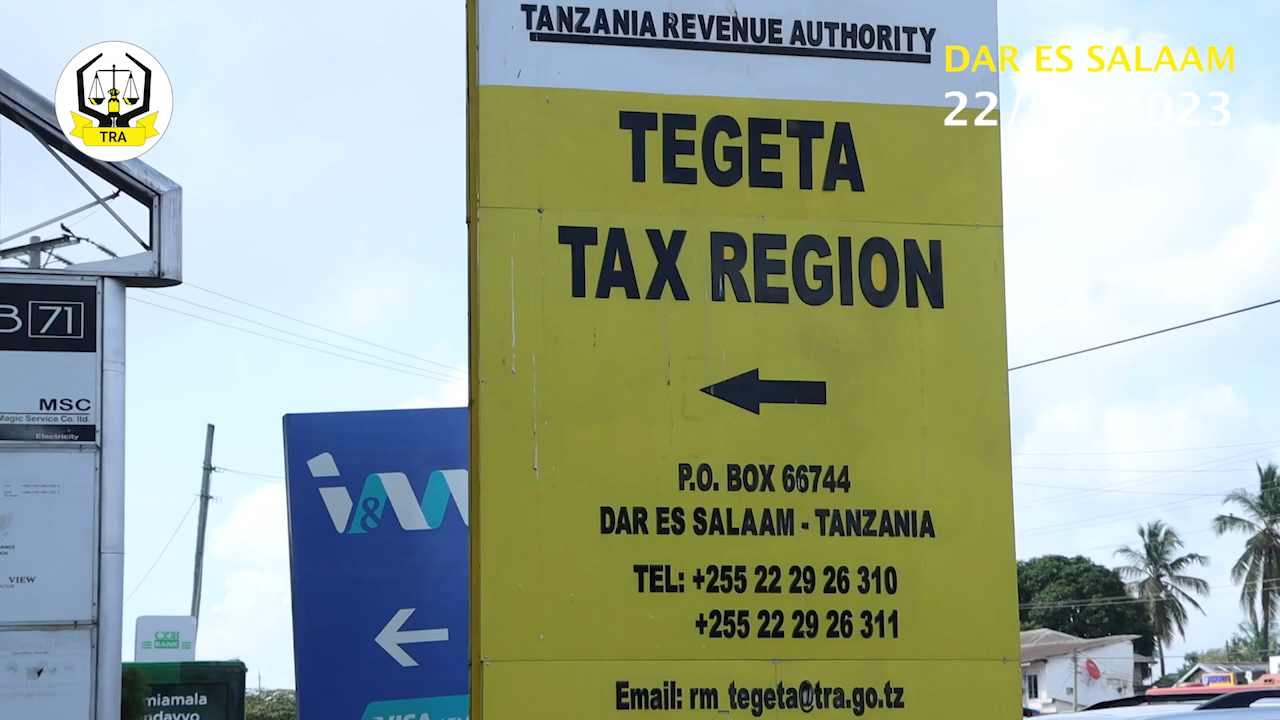 TANZANIA REVENUE AUTHORITY
DAR ES SALAAM
TRA
TEGETA
TAX REGION
71
MSC
Magic Service Co. ltd.
Electricity
i&M
P.O. BOX 66744
DAR ES SALAAM - TANZANIA
TEL: +255 22 29 26 310
+255 22 29 26 311
VIEW
BANK
Email: rm_tegeta@tra.go.tz
VISA